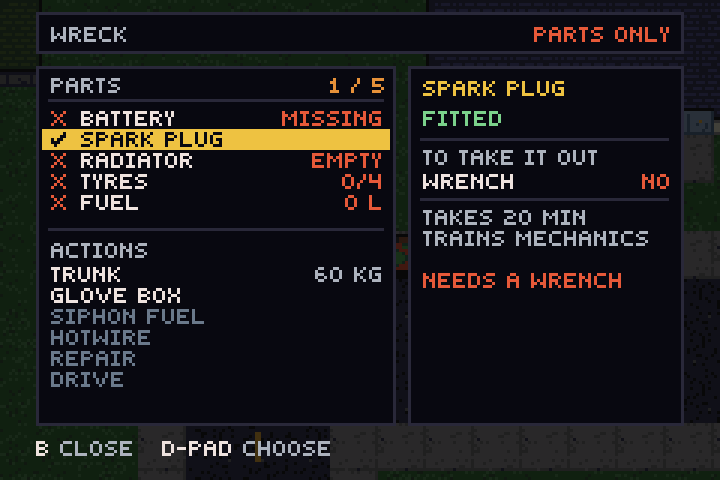 WRECK PARTS ONLY
PARTS 1 / 5
X BATTERY MISSING
✓ SPARK PLUG
X RADIATOR EMPTY
X TYRES 0/4
X FUEL 0 L
ACTIONS
TRUNK 60 KG
GLOVE BOX
SIPHON FUEL
HOTWIRE
REPAIR
DRIVE
SPARK PLUG
FITTED
TO TAKE IT OUT
WRENCH NO
TAKES 20 MIN
TRAINS MECHANICS
NEEDS A WRENCH
B CLOSE D-PAD CHOOSE